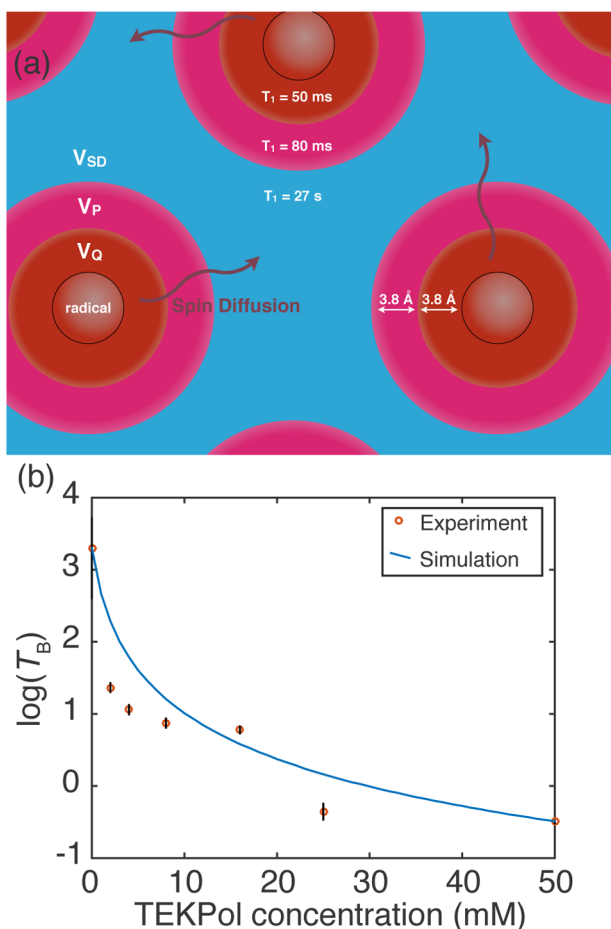 (a)
T₁ = 50 ms
T₁ = 80 ms
V_SD
T₁ = 27 s
V_P
V_Q
3.8 Å 3.8 Å
radical
Spin Diffusion
(b)
4
Experiment
Simulation
3
2
1
0
-1
log(T_B)
0 10 20 30 40 50
TEKPol concentration (mM)